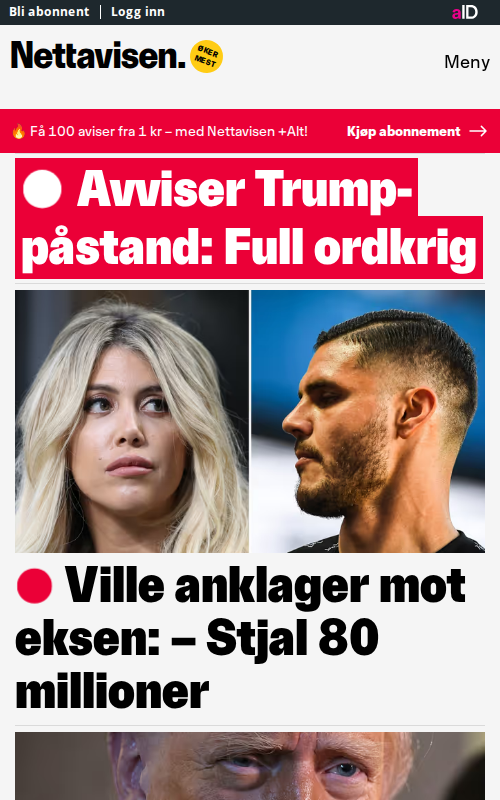 Bli abonnent | Logg inn
aID
Nettavisen.
ØKER
MEST
Meny
🔥 Få 100 aviser fra 1 kr – med Nettavisen +Alt!
Kjøp abonnement →
Avviser Trump-
påstand: Full ordkrig
Ville anklager mot
eksen: – Stjal 80
millioner